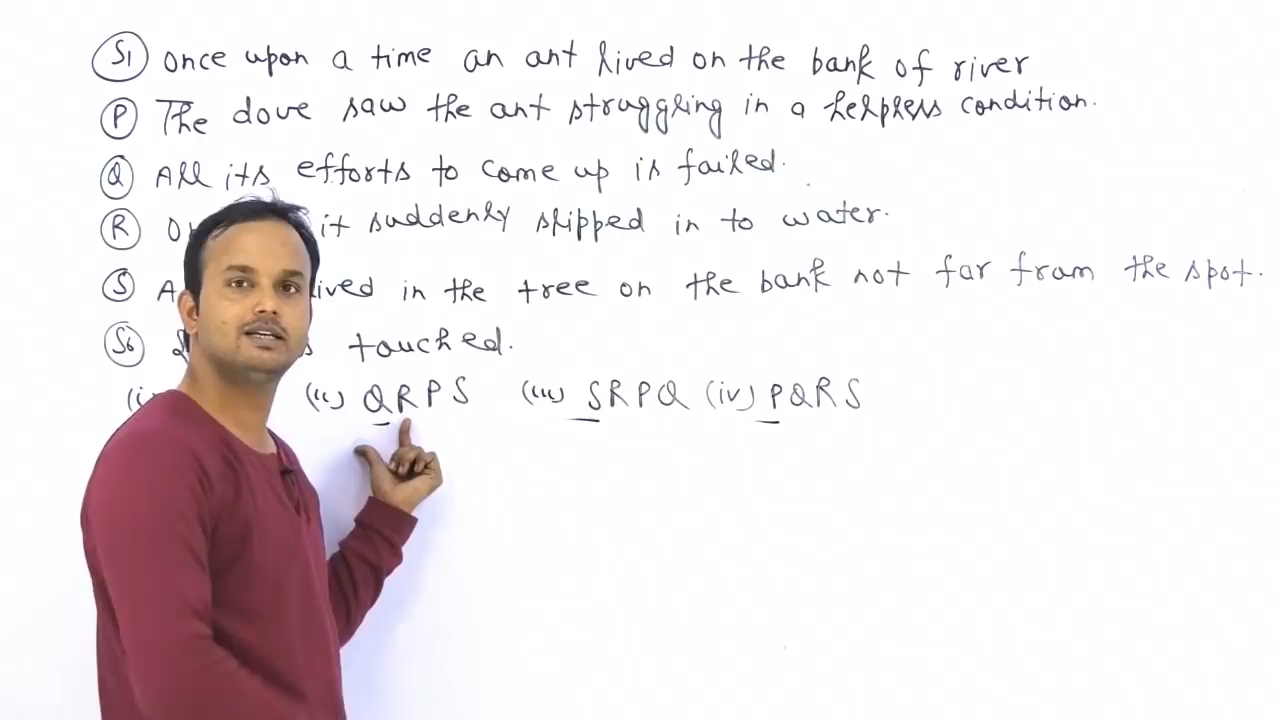 S1 Once upon a time an ant lived on the bank of river
P The dove saw the ant struggling in a helpless condition.
Q All its efforts to come up is failed.
R it suddenly slipped in to water.
S A lived in the tree on the bank not far from the spot.
S6 touched.
(i) (ii) QRPS (iii) SRPQ (iv) PQRS